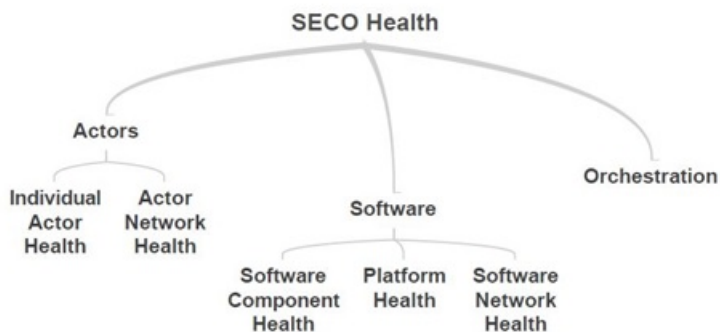 SECO Health
Actors
Orchestration
Individual
Actor
Health
Actor
Network
Health
Software
Software
Component
Health
Platform
Health
Software
Network
Health